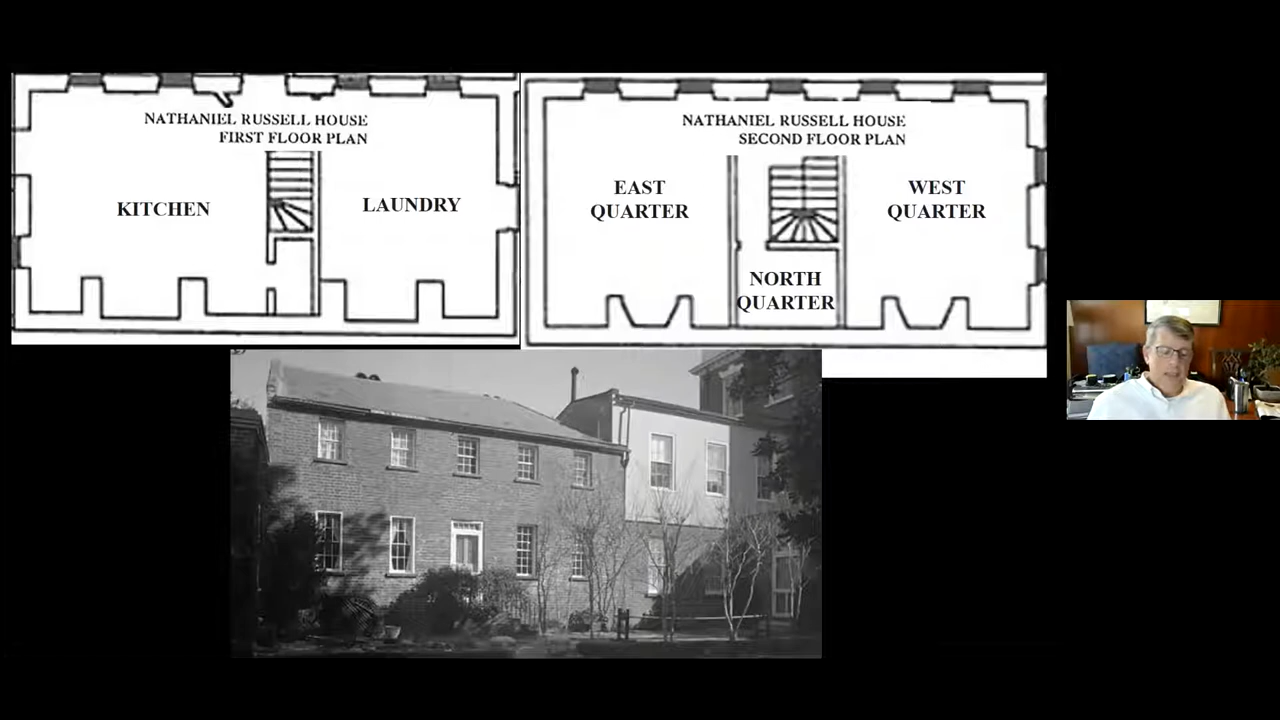 NATHANIEL RUSSELL HOUSE
FIRST FLOOR PLAN
KITCHEN
LAUNDRY
NATHANIEL RUSSELL HOUSE
SECOND FLOOR PLAN
EAST
QUARTER
WEST
QUARTER
NORTH
QUARTER